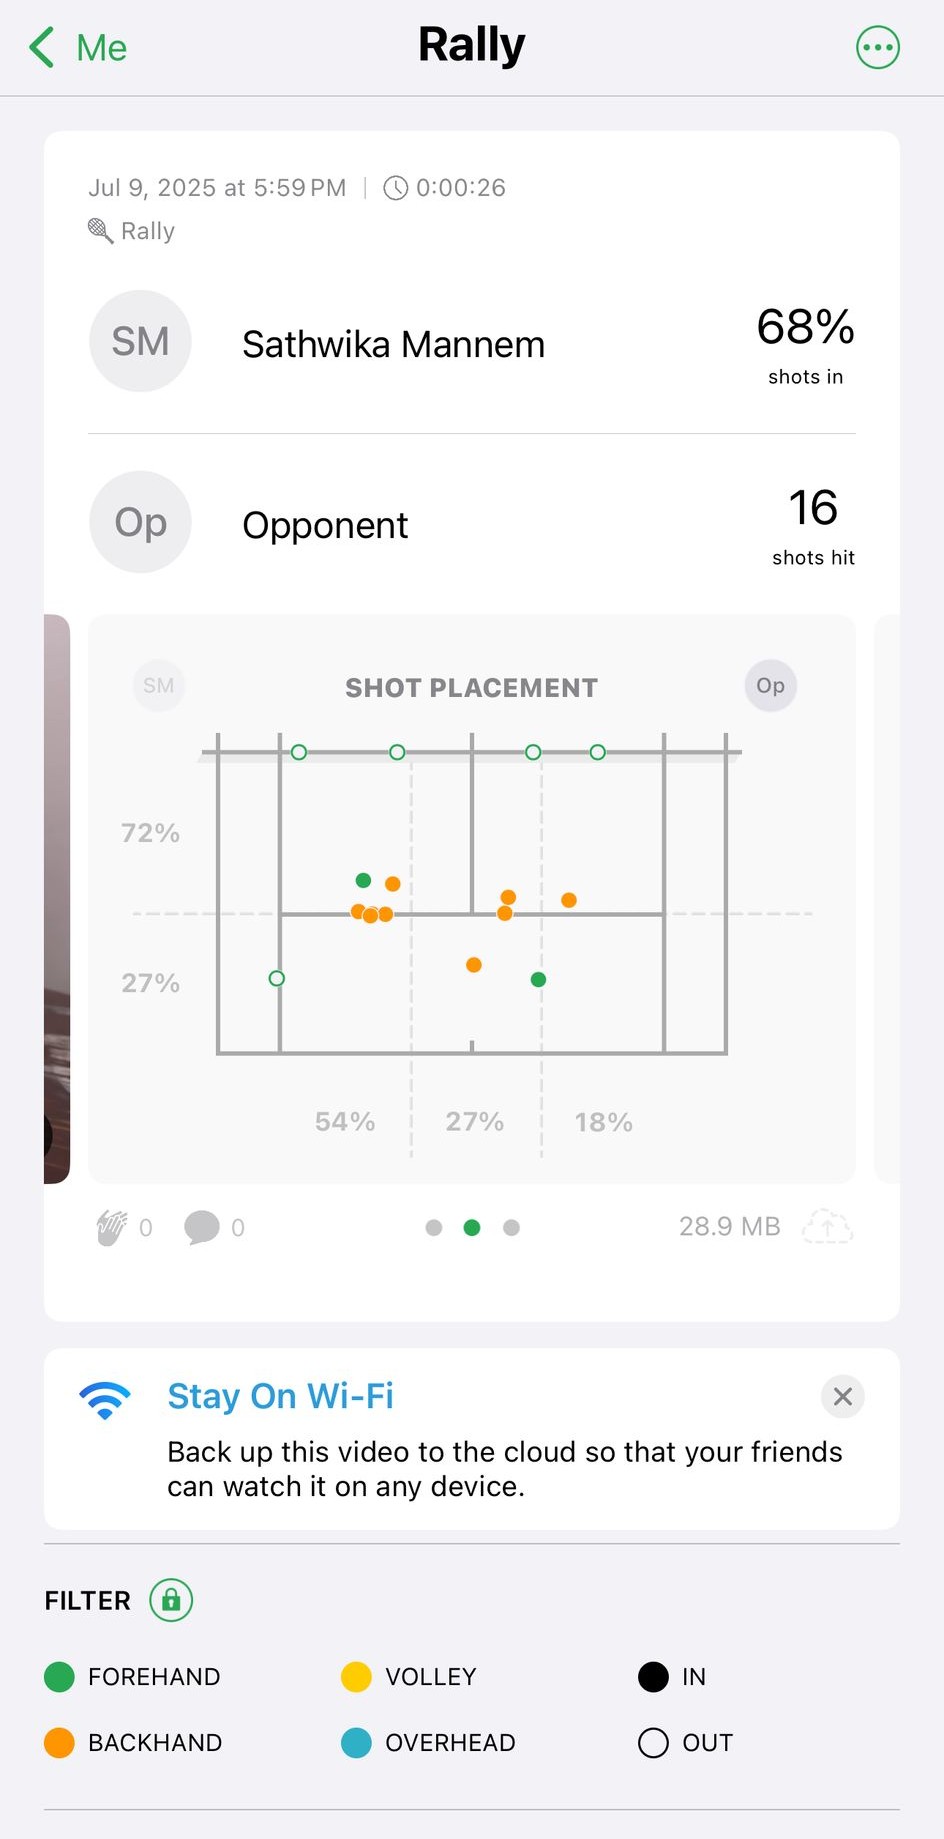 Me
Rally
Jul 9, 2025 at 5:59 PM | 0:00:26
Rally
SM
Sathwika Mannem
68%
shots in
Op
Opponent
16
shots hit
SM
SHOT PLACEMENT
Op
72%
27%
54%
27%
18%
0
0
28.9 MB
Stay On Wi-Fi
Back up this video to the cloud so that your friends
can watch it on any device.
FILTER
FOREHAND
VOLLEY
IN
BACKHAND
OVERHEAD
OUT